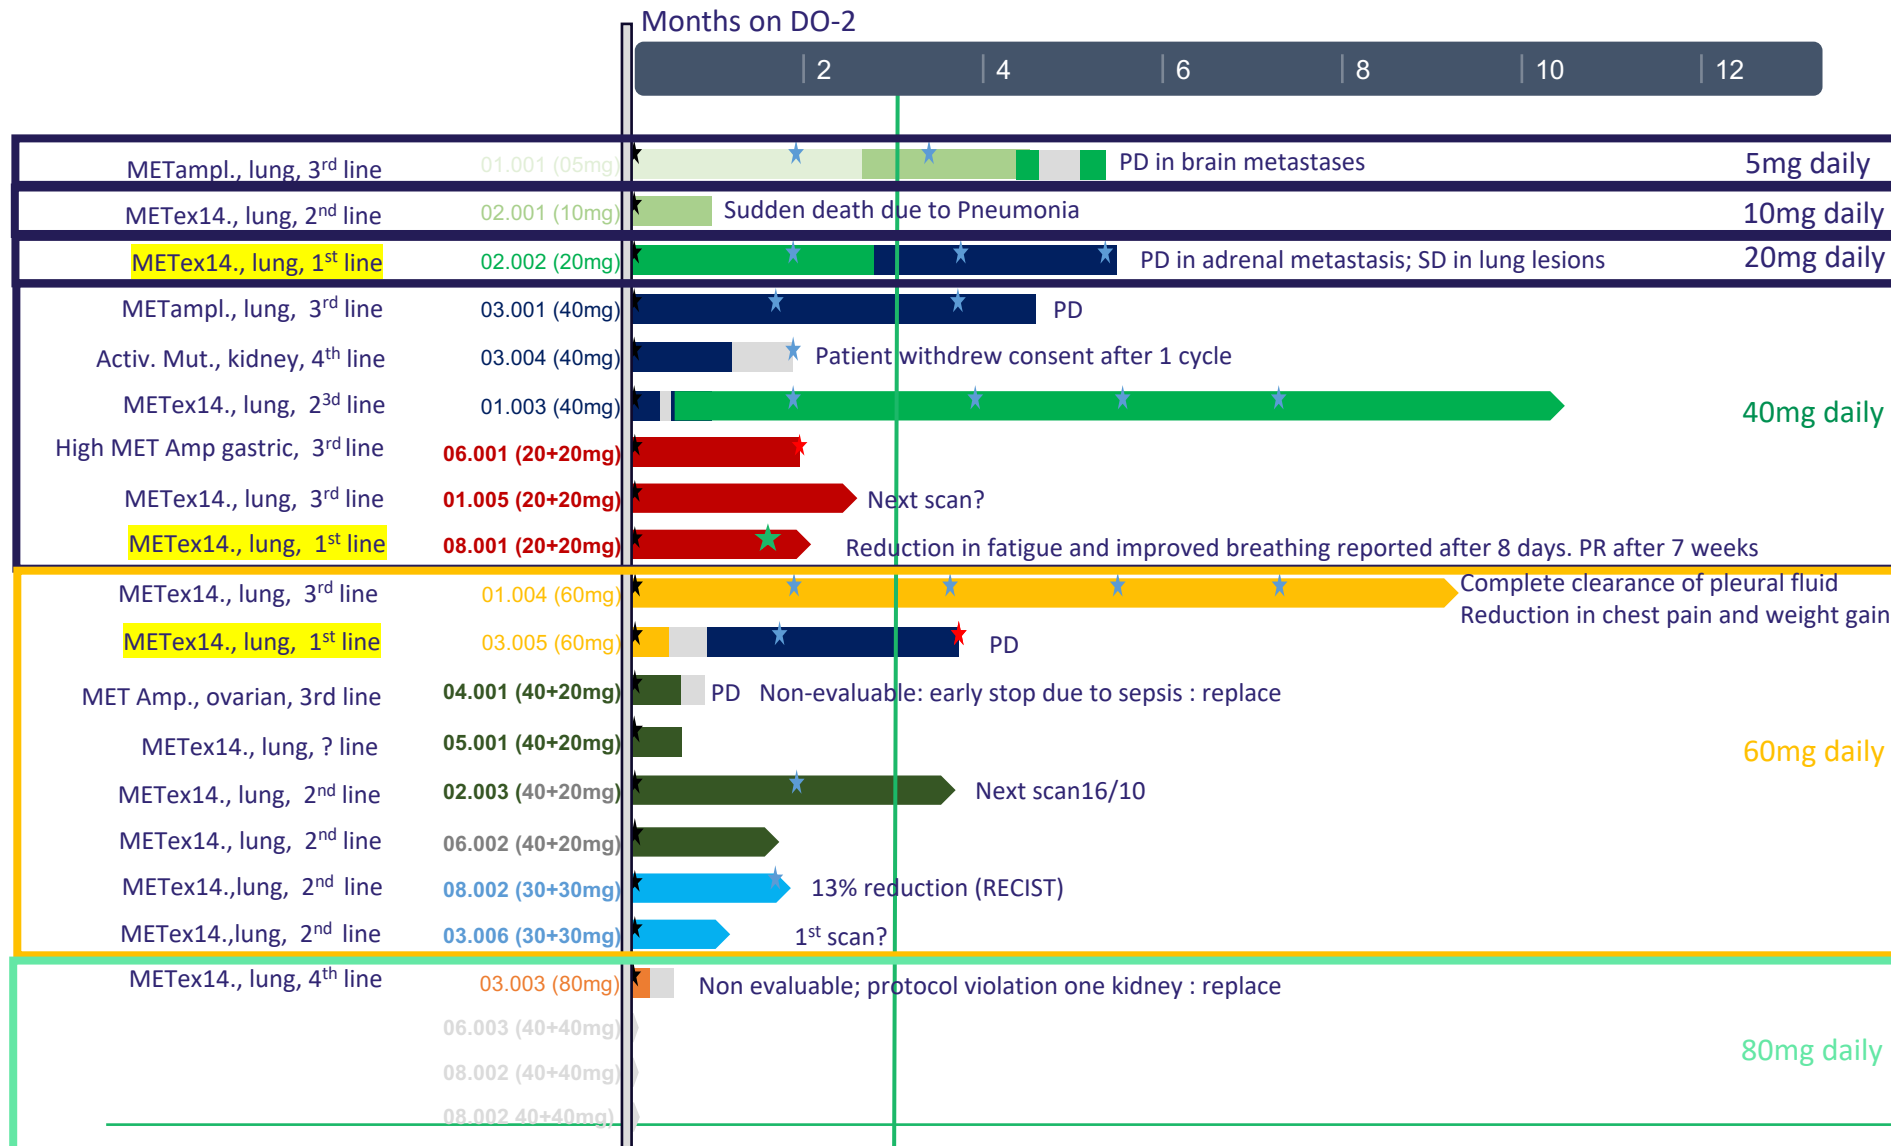 Months on DO-2
2 4 6 8 10 12
METampl., lung, 3rd line 01.001 (05mg) PD in brain metastases 5mg daily
METex14., lung, 2nd line 02.001 (10mg) Sudden death due to Pneumonia 10mg daily
METex14., lung, 1st line 02.002 (20mg) PD in adrenal metastasis; SD in lung lesions 20mg daily
METampl., lung, 3rd line 03.001 (40mg) PD
Activ. Mut., kidney, 4th line 03.004 (40mg) Patient withdrew consent after 1 cycle
METex14., lung, 23d line 01.003 (40mg) 40mg daily
High MET Amp gastric, 3rd line 06.001 (20+20mg)
METex14., lung, 3rd line 01.005 (20+20mg) Next scan?
METex14., lung, 1st line 08.001 (20+20mg) Reduction in fatigue and improved breathing reported after 8 days. PR after 7 weeks
METex14., lung, 3rd line 01.004 (60mg) Complete clearance of pleural fluid
Reduction in chest pain and weight gain
METex14., lung, 1st line 03.005 (60mg) PD
MET Amp., ovarian, 3rd line 04.001 (40+20mg) PD Non-evaluable: early stop due to sepsis : replace
METex14., lung, ? line 05.001 (40+20mg) 60mg daily
METex14., lung, 2nd line 02.003 (40+20mg) Next scan16/10
METex14., lung, 2nd line 06.002 (40+20mg)
METex14.,lung, 2nd line 08.002 (30+30mg) 13% reduction (RECIST)
METex14.,lung, 2nd line 03.006 (30+30mg) 1st scan?
METex14., lung, 4th line 03.003 (80mg) Non evaluable; protocol violation one kidney : replace
06.003 (40+40mg)
08.002 (40+40mg) 80mg daily
08.002 40+40mg)